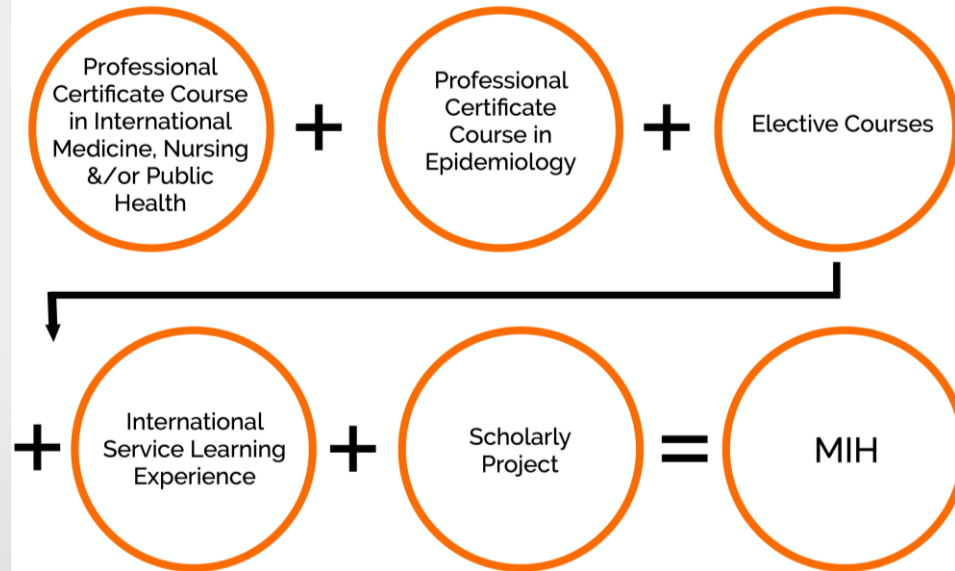 Professional
Certificate Course
in International
Medicine, Nursing
&/or Public
Health
+
Professional
Certificate
Course in
Epidemiology
+
Elective Courses
+
International
Service Learning
Experience
+
Scholarly
Project
=
MIH